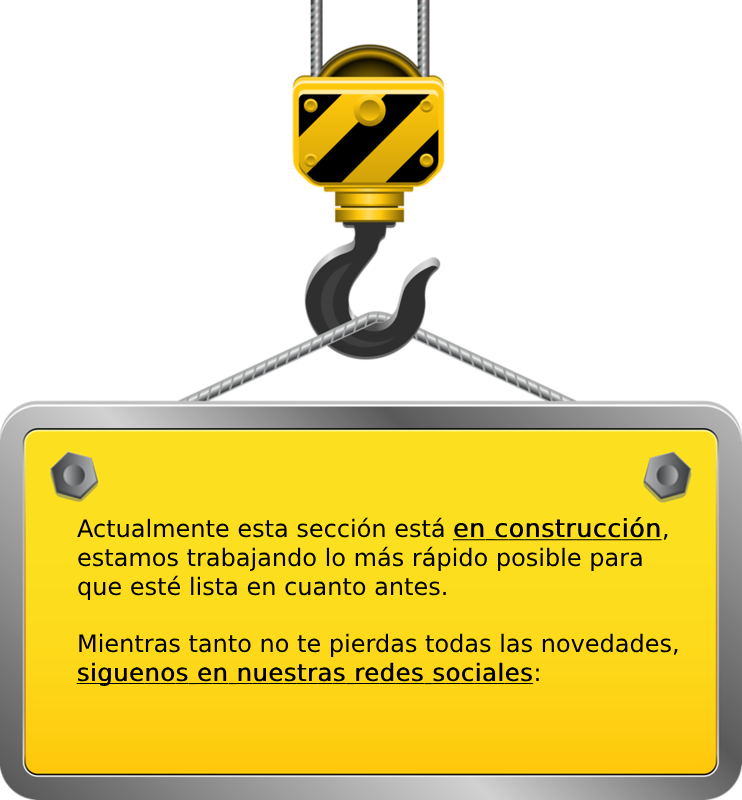 Actualmente esta sección está en construcción,
estamos trabajando lo más rápido posible para
que esté lista en cuanto antes.
Mientras tanto no te pierdas todas las novedades,
siguenos en nuestras redes sociales: